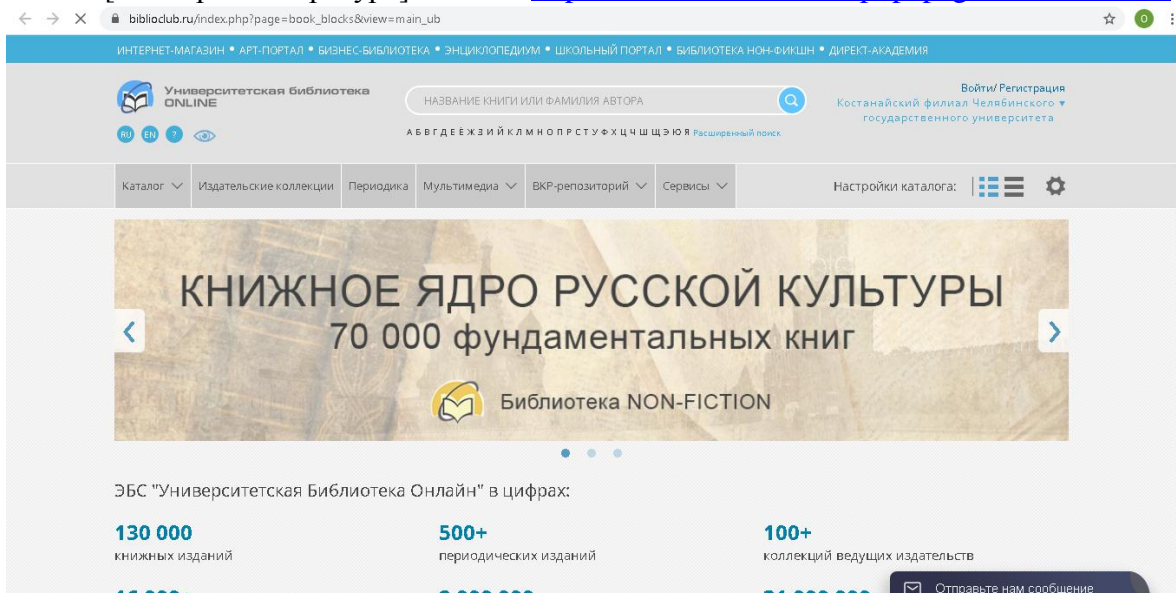 biblioclub.ru/index.php?page=book_blocks&view=main_ub
О
ИНТЕРНЕТ-МАГАЗИН • АРТ-ПОРТАЛ • БИЗНЕС-БИБЛИОТЕКА • ЭНЦИКЛОПЕДИУМ • ШКОЛЬНЫЙ ПОРТАЛ • БИБЛИОТЕКА НОН-ФИКШН • ДИРЕКТ-АКАДЕМИЯ
Университетская библиотека
ONLINE
НАЗВАНИЕ КНИГИ ИЛИ ФАМИЛИЯ АВТОРА
Войти/Регистрация
Костанайский филиал Челябинского ▾
государственного университета
RU EN ?
А Б В Г Д Е Ё Ж З И Й К Л М Н О П Р С Т У Ф Х Ц Ч Ш Щ Э Ю Я Расширенный поиск
Каталог Издательские коллекции Периодика Мультимедиа ВКР-репозиторий Сервисы Настройки каталога:
КНИЖНОЕ ЯДРО РУССКОЙ КУЛЬТУРЫ
70 000 фундаментальных книг
Библиотека NON-FICTION
ЭБС "Университетская Библиотека Онлайн" в цифрах:
130 000 500+ 100+
книжных изданий периодических изданий коллекций ведущих издательств
Отправьте нам сообщение